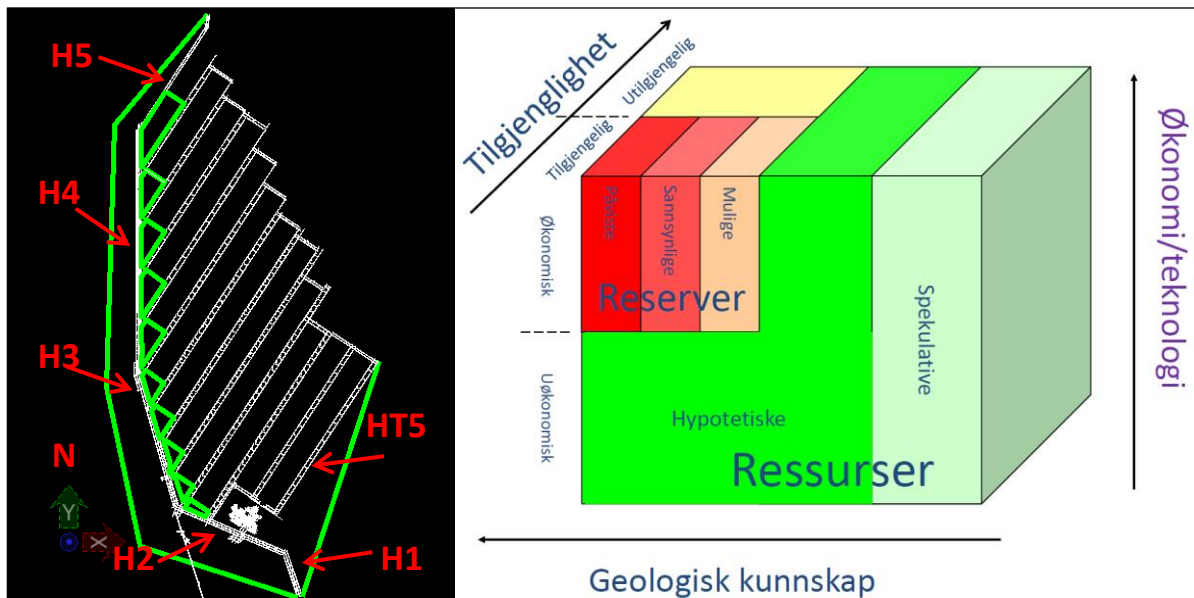 H5
H4
H3
N
Y
X
H2
HT5
H1
Tilgjenglighet
Utilgjengelig
Tilgjengelig
Økonomisk
Uøkonomisk
Påviste
Sannsynlige
Mulige
Reserver
Hypotetiske
Ressurser
Spekulative
Økonomi/teknologi
Geologisk kunnskap